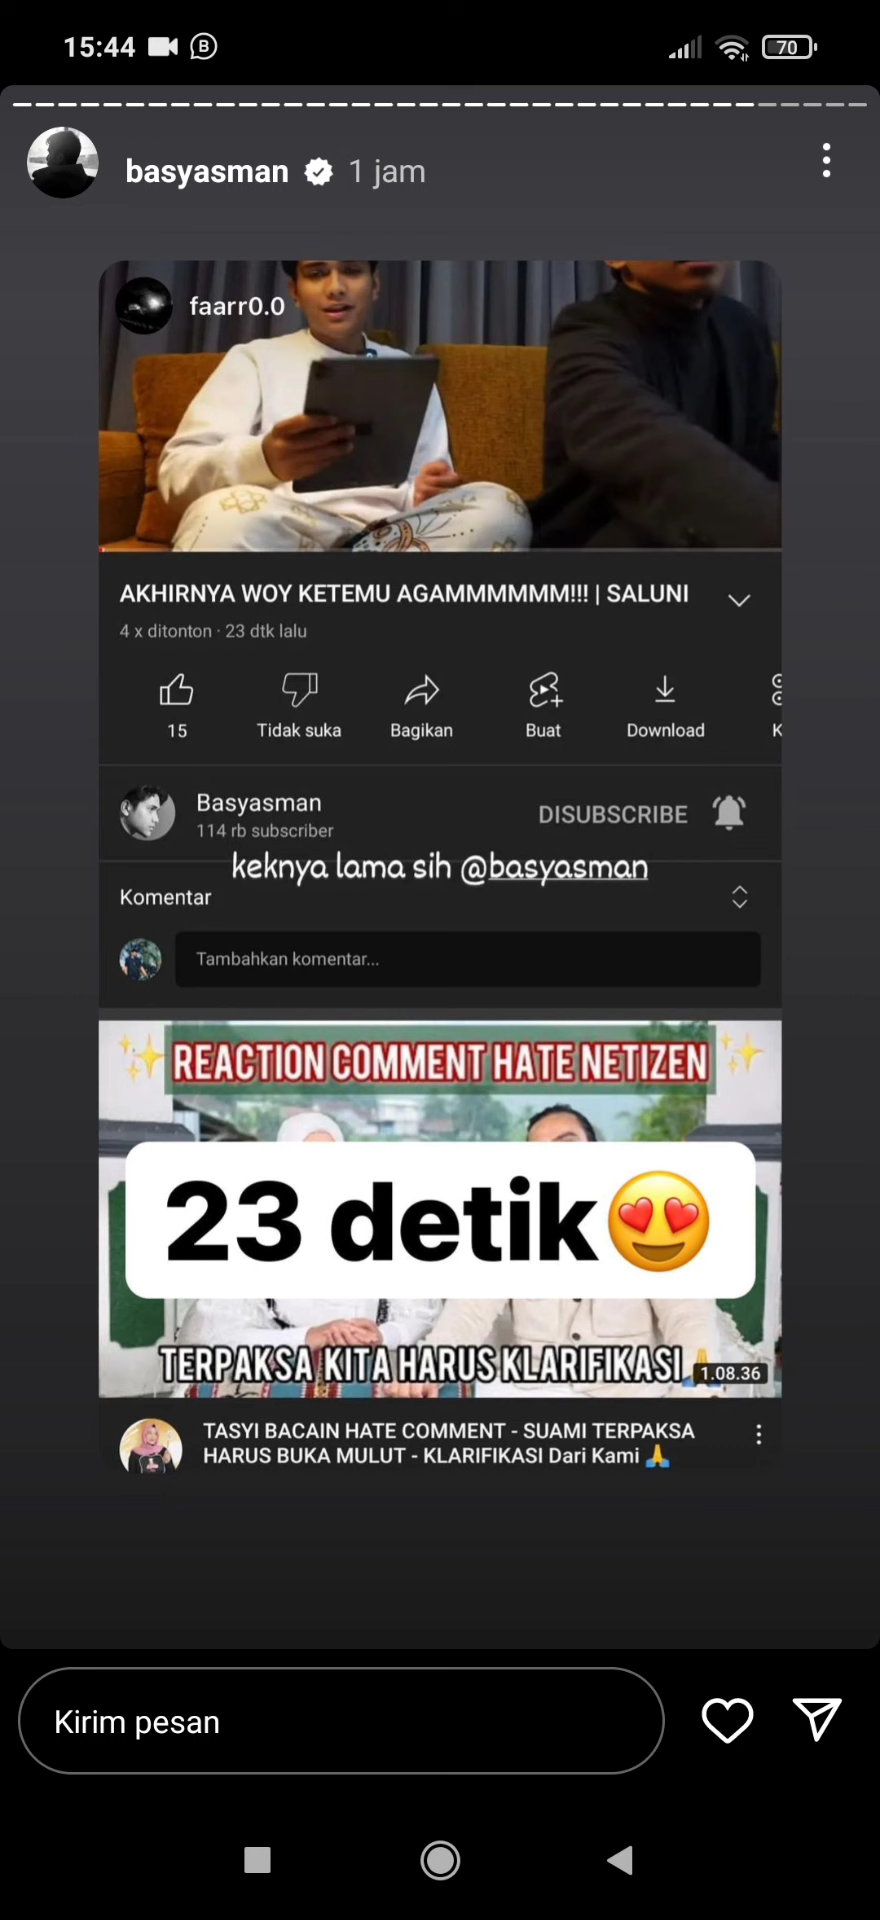 15:44
70
basyasman 1 jam
faarr0.0
AKHIRNYA WOY KETEMU AGAMMMMMM!!! | SALUNI
4 x ditonton · 23 dtk lalu
15 Tidak suka Bagikan Buat Download K
Basyasman
114 rb subscriber
DISUBSCRIBE
keknya lama sih @basyasman
Komentar
Tambahkan komentar...
REACTION COMMENT HATE NETIZEN
23 detik😍
TERPAKSA KITA HARUS KLARIFIKASI
1.08.36
TASYI BACAIN HATE COMMENT - SUAMI TERPAKSA
HARUS BUKA MULUT - KLARIFIKASI Dari Kami 🙏
Kirim pesan